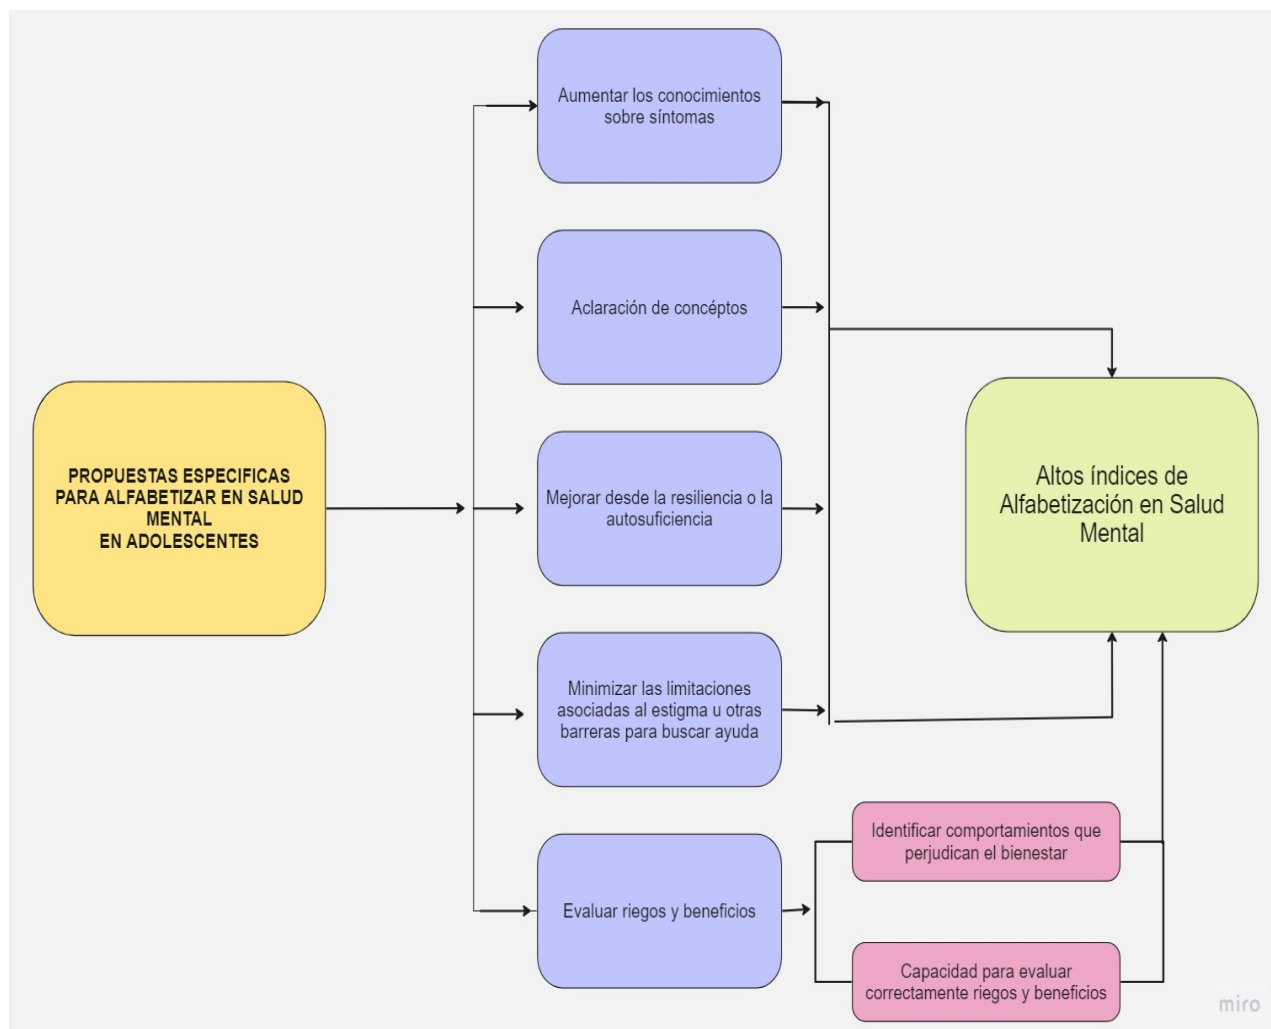 Aumentar los conocimientos
sobre síntomas
Aclaración de concéptos
PROPUESTAS ESPECIFICAS
PARA ALFABETIZAR EN SALUD
MENTAL
EN ADOLESCENTES
Mejorar desde la resiliencia o la
autosuficiencia
Altos índices de
Alfabetización en Salud
Mental
Minimizar las limitaciones
asociadas al estigma u otras
barreras para buscar ayuda
Identificar comportamientos que
perjudican el bienestar
Evaluar riegos y beneficios
Capacidad para evaluar
correctamente riegos y beneficios
miro